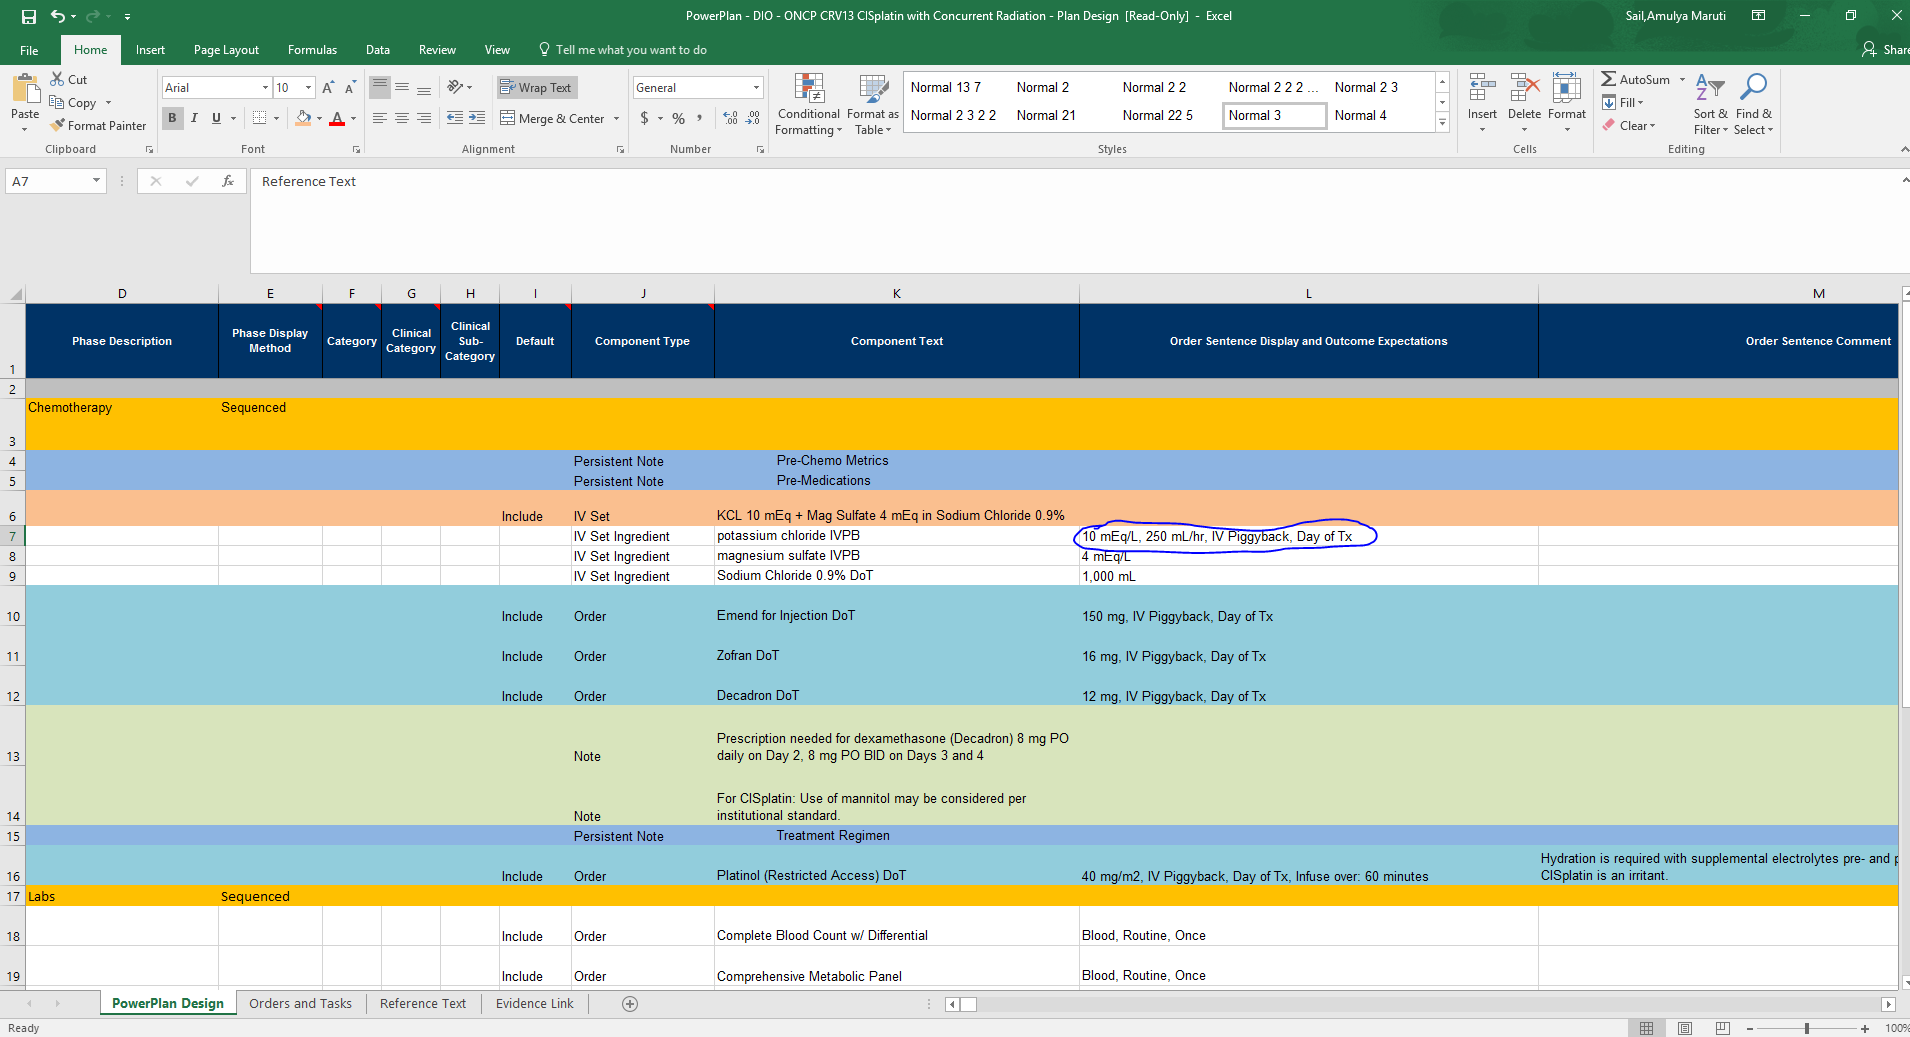 PowerPlan - DIO - ONCP CRV13 CISplatin with Concurrent Radiation - Plan Design  [Read-Only]  -  Excel
Sail,Amulya Maruti
File Home Insert Page Layout Formulas Data Review View Tell me what you want to do Share
Cut
Copy
Format Painter
Paste
Clipboard
Arial 10 A A
B I U A
Font
Wrap Text
Merge & Center
Alignment
General
$ % ,
Number
Conditional Formatting
Format as Table
Normal 13 7 Normal 2 Normal 2 2 Normal 2 2 2 ... Normal 2 3
Normal 2 3 2 2 Normal 21 Normal 22 5 Normal 3 Normal 4
Styles
Insert Delete Format
Cells
AutoSum
Fill
Clear
Sort & Filter
Find & Select
Editing
A7 fx Reference Text
D E F G H I J K L M
1 Phase Description Phase Display Method Category Clinical Category Clinical Sub-Category Default Component Type Component Text Order Sentence Display and Outcome Expectations Order Sentence Comment
2
3 Chemotherapy Sequenced
4 Persistent Note Pre-Chemo Metrics
5 Persistent Note Pre-Medications
6 Include IV Set KCL 10 mEq + Mag Sulfate 4 mEq in Sodium Chloride 0.9%
7 IV Set Ingredient potassium chloride IVPB 10 mEq/L, 250 mL/hr, IV Piggyback, Day of Tx
8 IV Set Ingredient magnesium sulfate IVPB 4 mEq/L
9 IV Set Ingredient Sodium Chloride 0.9% DoT 1,000 mL
10 Include Order Emend for Injection DoT 150 mg, IV Piggyback, Day of Tx
11 Include Order Zofran DoT 16 mg, IV Piggyback, Day of Tx
12 Include Order Decadron DoT 12 mg, IV Piggyback, Day of Tx
13 Note Prescription needed for dexamethasone (Decadron) 8 mg PO
daily on Day 2, 8 mg PO BID on Days 3 and 4
14 Note For CISplatin: Use of mannitol may be considered per
institutional standard.
15 Persistent Note Treatment Regimen
16 Include Order Platinol (Restricted Access) DoT 40 mg/m2, IV Piggyback, Day of Tx, Infuse over: 60 minutes Hydration is required with supplemental electrolytes pre- and p
CISplatin is an irritant.
17 Labs Sequenced
18 Include Order Complete Blood Count w/ Differential Blood, Routine, Once
19 Include Order Comprehensive Metabolic Panel Blood, Routine, Once
PowerPlan Design Orders and Tasks Reference Text Evidence Link
Ready 100%